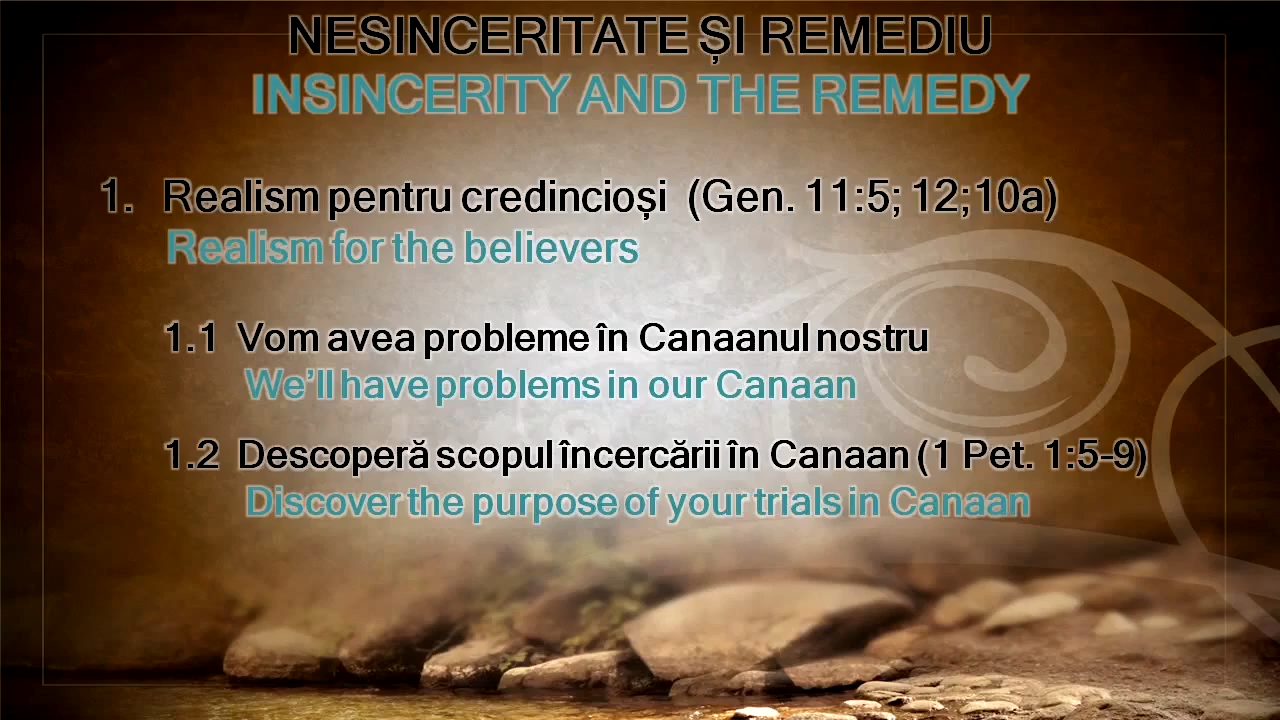 NESINCERITATE ȘI REMEDIU
INSINCERITY AND THE REMEDY
1. Realism pentru credincioși (Gen. 11:5; 12;10a)
Realism for the believers
1.1 Vom avea probleme în Canaanul nostru
We'll have problems in our Canaan
1.2 Descoperă scopul încercării în Canaan (1 Pet. 1:5-9)
Discover the purpose of your trials in Canaan